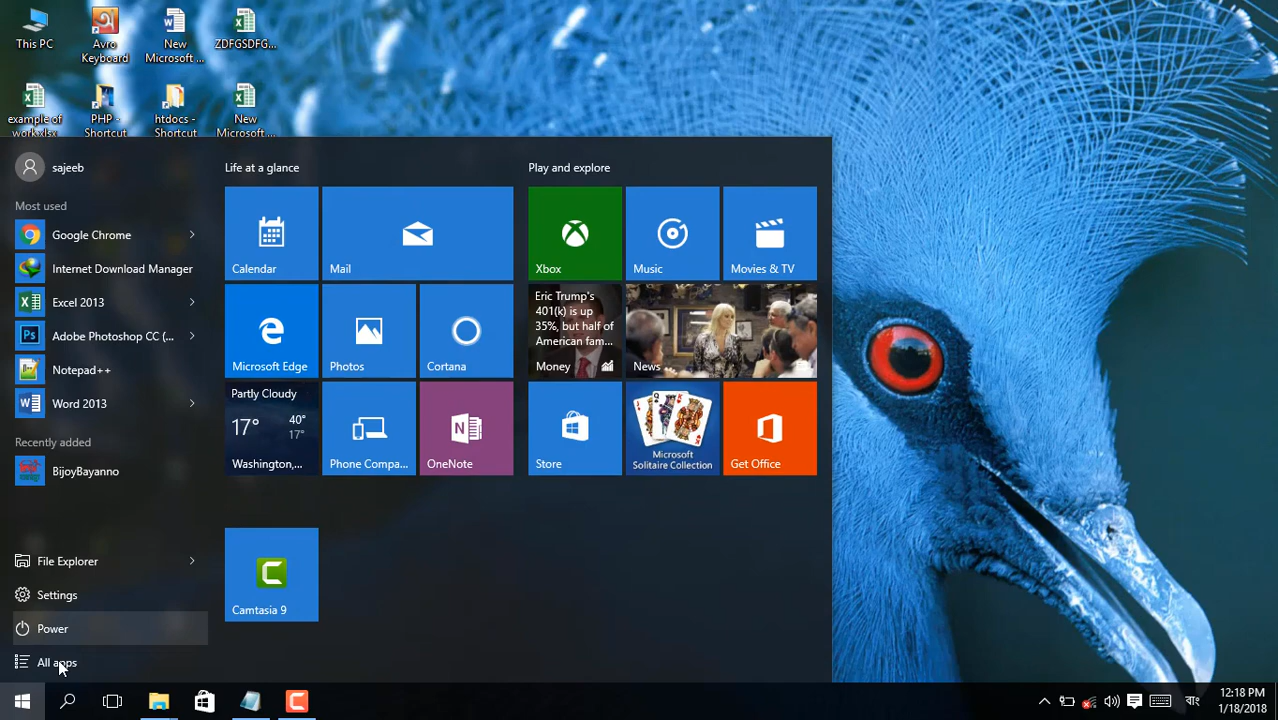 This PC
Avro
Keyboard
New
Microsoft ...
ZDFGSDFG...
example of
work.xlsx
PHP -
Shortcut
htdocs -
Shortcut
New
Microsoft ...
sajeeb
Most used
Google Chrome
Internet Download Manager
Excel 2013
Adobe Photoshop CC (...
Notepad++
Word 2013
Recently added
BijoyBayanno
File Explorer
Settings
Power
All apps
Life at a glance
Calendar
Mail
Microsoft Edge
Photos
Cortana
Partly Cloudy
17° 40°
17°
Washington,...
Phone Compa...
OneNote
Camtasia 9
Play and explore
Xbox
Music
Movies & TV
Eric Trump's
401(k) is up
35%, but half of
American fam...
Money
News
Store
Microsoft
Solitaire Collection
Get Office
বাং
12:18 PM
1/18/2018